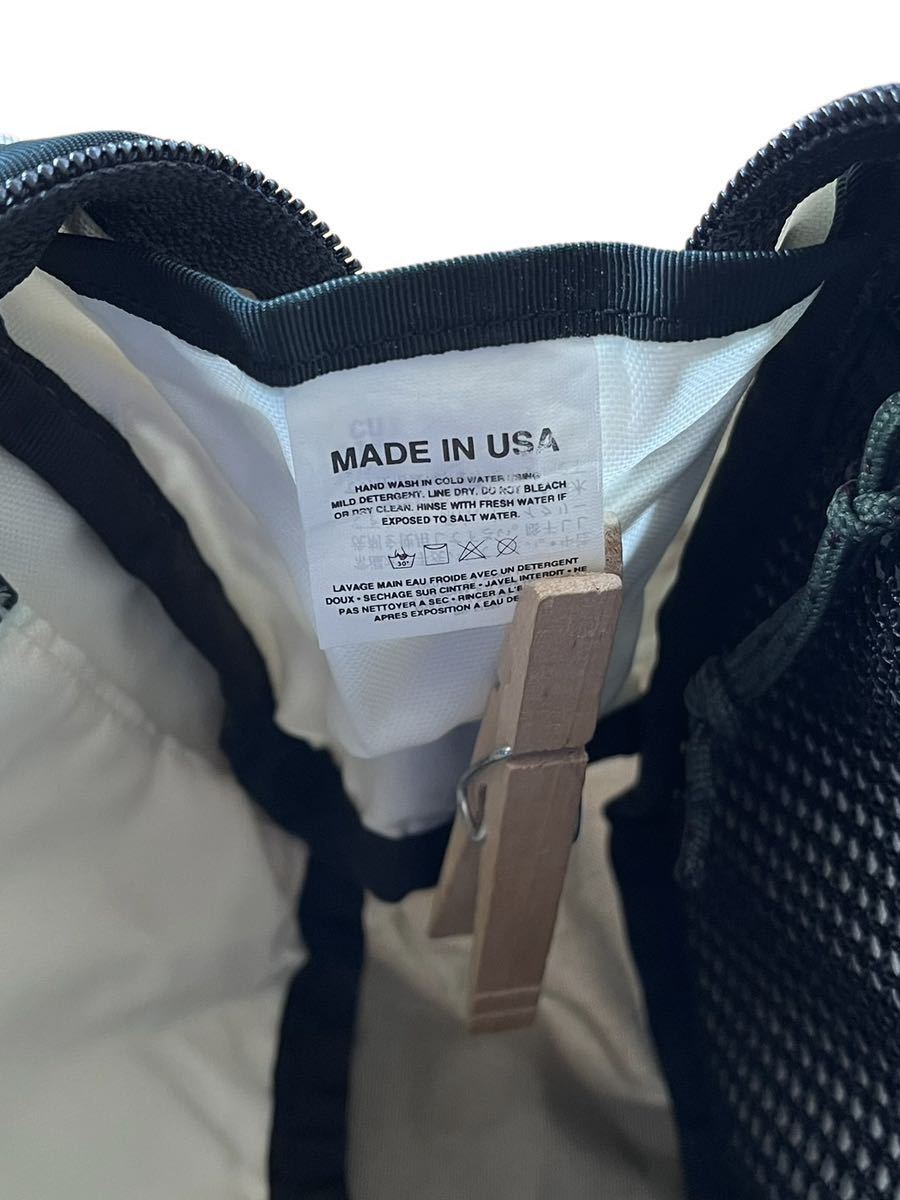 MADE IN USA
HAND WASH IN COLD WATER USING
MILD DETERGENT. LINE DRY. DO NOT BLEACH
OR DRY CLEAN. HINSE WITH FRESH WATER IF
EXPOSED TO SALT WATER.
30°
LAVAGE MAIN EAU FROIDE AVEC UN DETERGENT
DOUX • SECHAGE SUR CINTRE • JAVEL INTERDIT • NE
PAS NETTOYER A SEC • RINCER A
APRES EXPOSITION A EAU DE